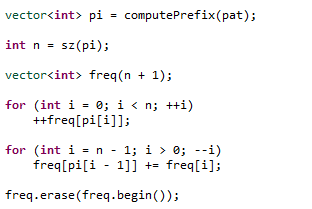 vector<int> pi = computePrefix(pat);
int n = sz(pi);
vector<int> freq(n + 1);
for (int i = 0; i < n; ++i)
++freq[pi[i]];
for (int i = n - 1; i > 0; --i)
freq[pi[i - 1]] += freq[i];
freq.erase(freq.begin());